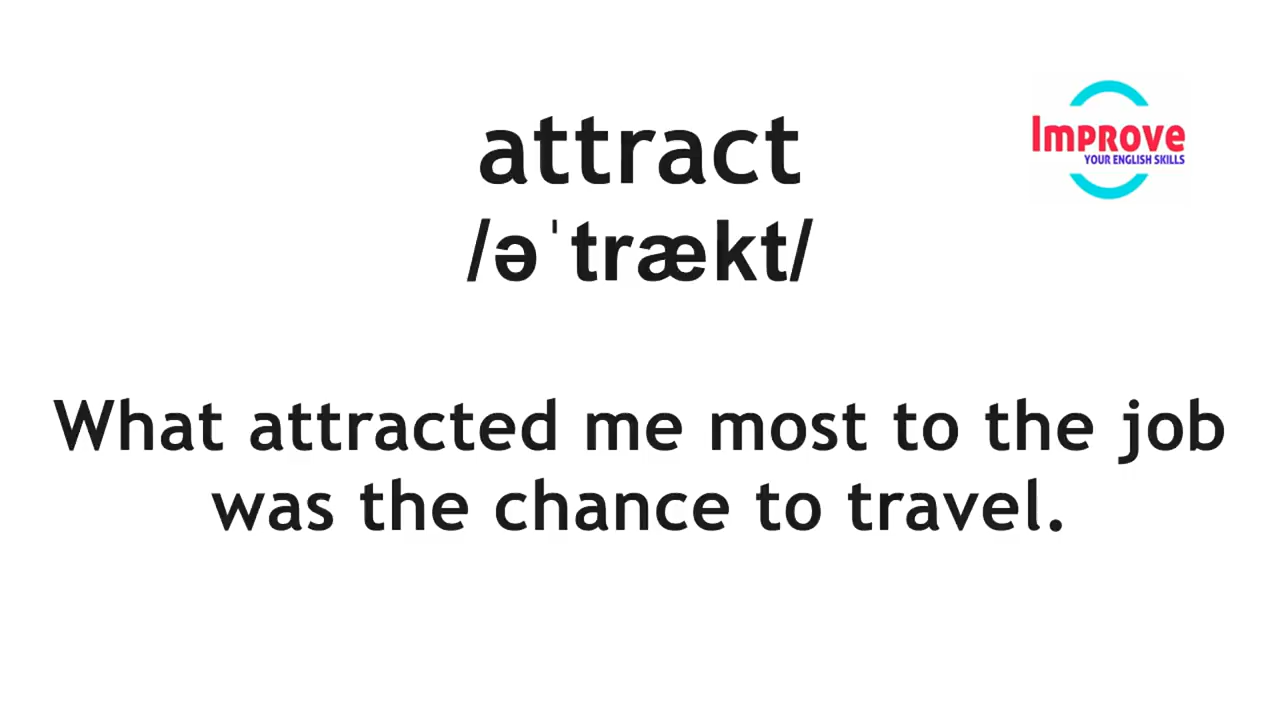 attract
/əˈtrækt/
Improve
YOUR ENGLISH SKILLS
What attracted me most to the job
was the chance to travel.